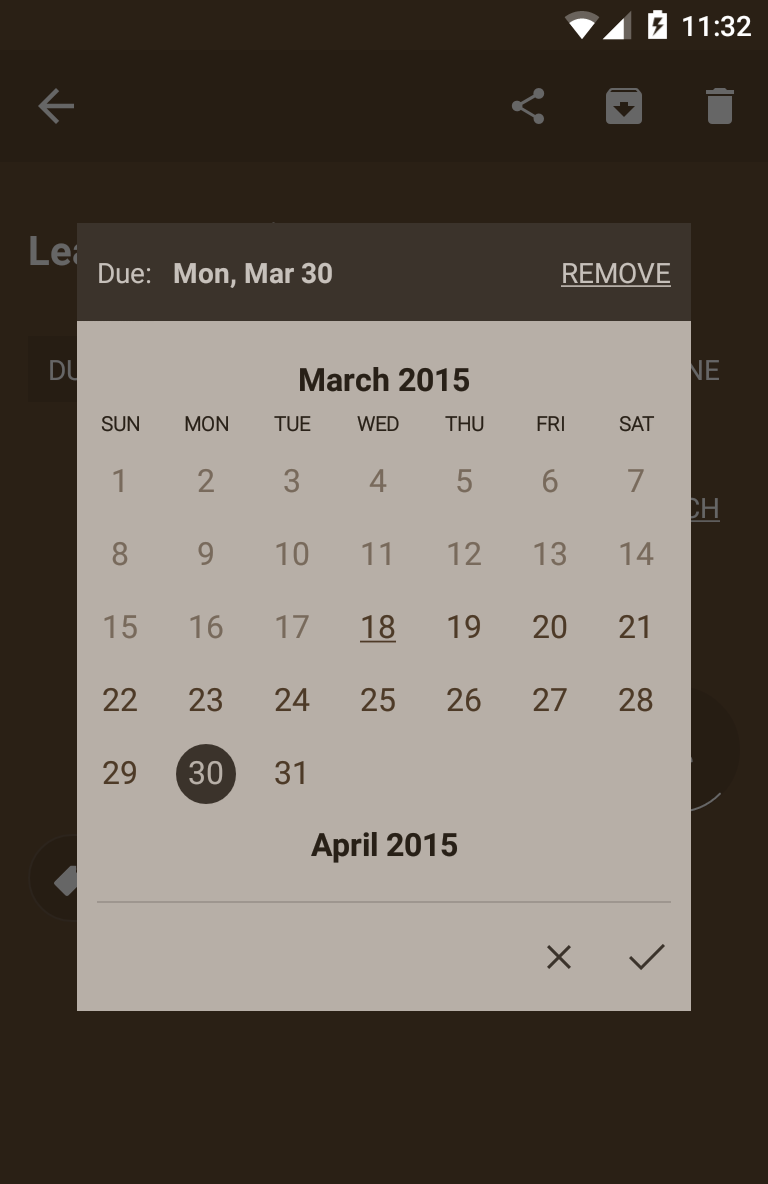 11:32
Due: Mon, Mar 30 REMOVE
March 2015
SUN MON TUE WED THU FRI SAT
1 2 3 4 5 6 7
8 9 10 11 12 13 14
15 16 17 18 19 20 21
22 23 24 25 26 27 28
29 30 31
April 2015